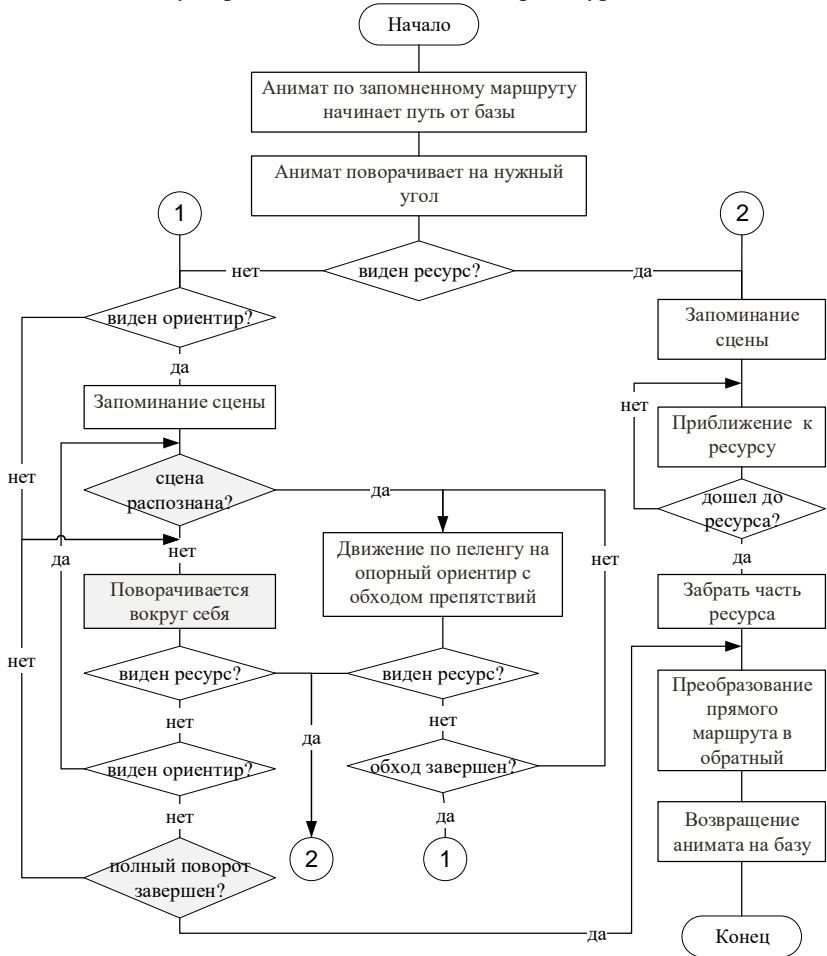 Начало
Анимат по запомненному маршруту
начинает путь от базы
Анимат поворачивает на нужный
угол
1
2
нет
виден ресурс?
да
виден ориентир?
да
Запоминание сцены
нет
сцена
распознана?
да
нет
да
Поворачивается
вокруг себя
нет
виден ресурс?
нет
виден ориентир?
нет
полный поворот
завершен?
да
Движение по пеленгу на
опорный ориентир с
обходом препятствий
нет
виден ресурс?
да
нет
обход завершен?
да
2
1
Запоминание
сцены
нет
Приближение к
ресурсу
дошел до
ресурса?
да
Забрать часть
ресурса
Преобразование
прямого
маршрута в
обратный
Возвращение
анимата на базу
Конец